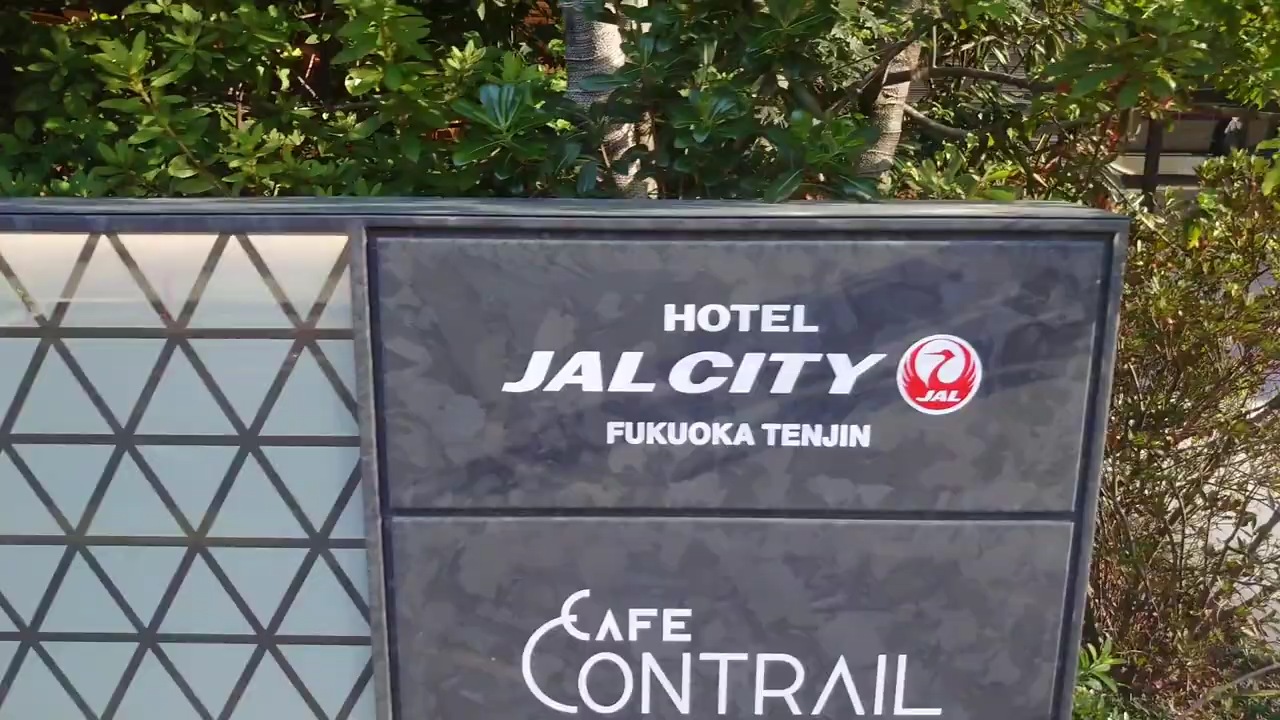 HOTEL
JAL CITY
JAL
FUKUOKA TENJIN
CAFE
CONTRAIL